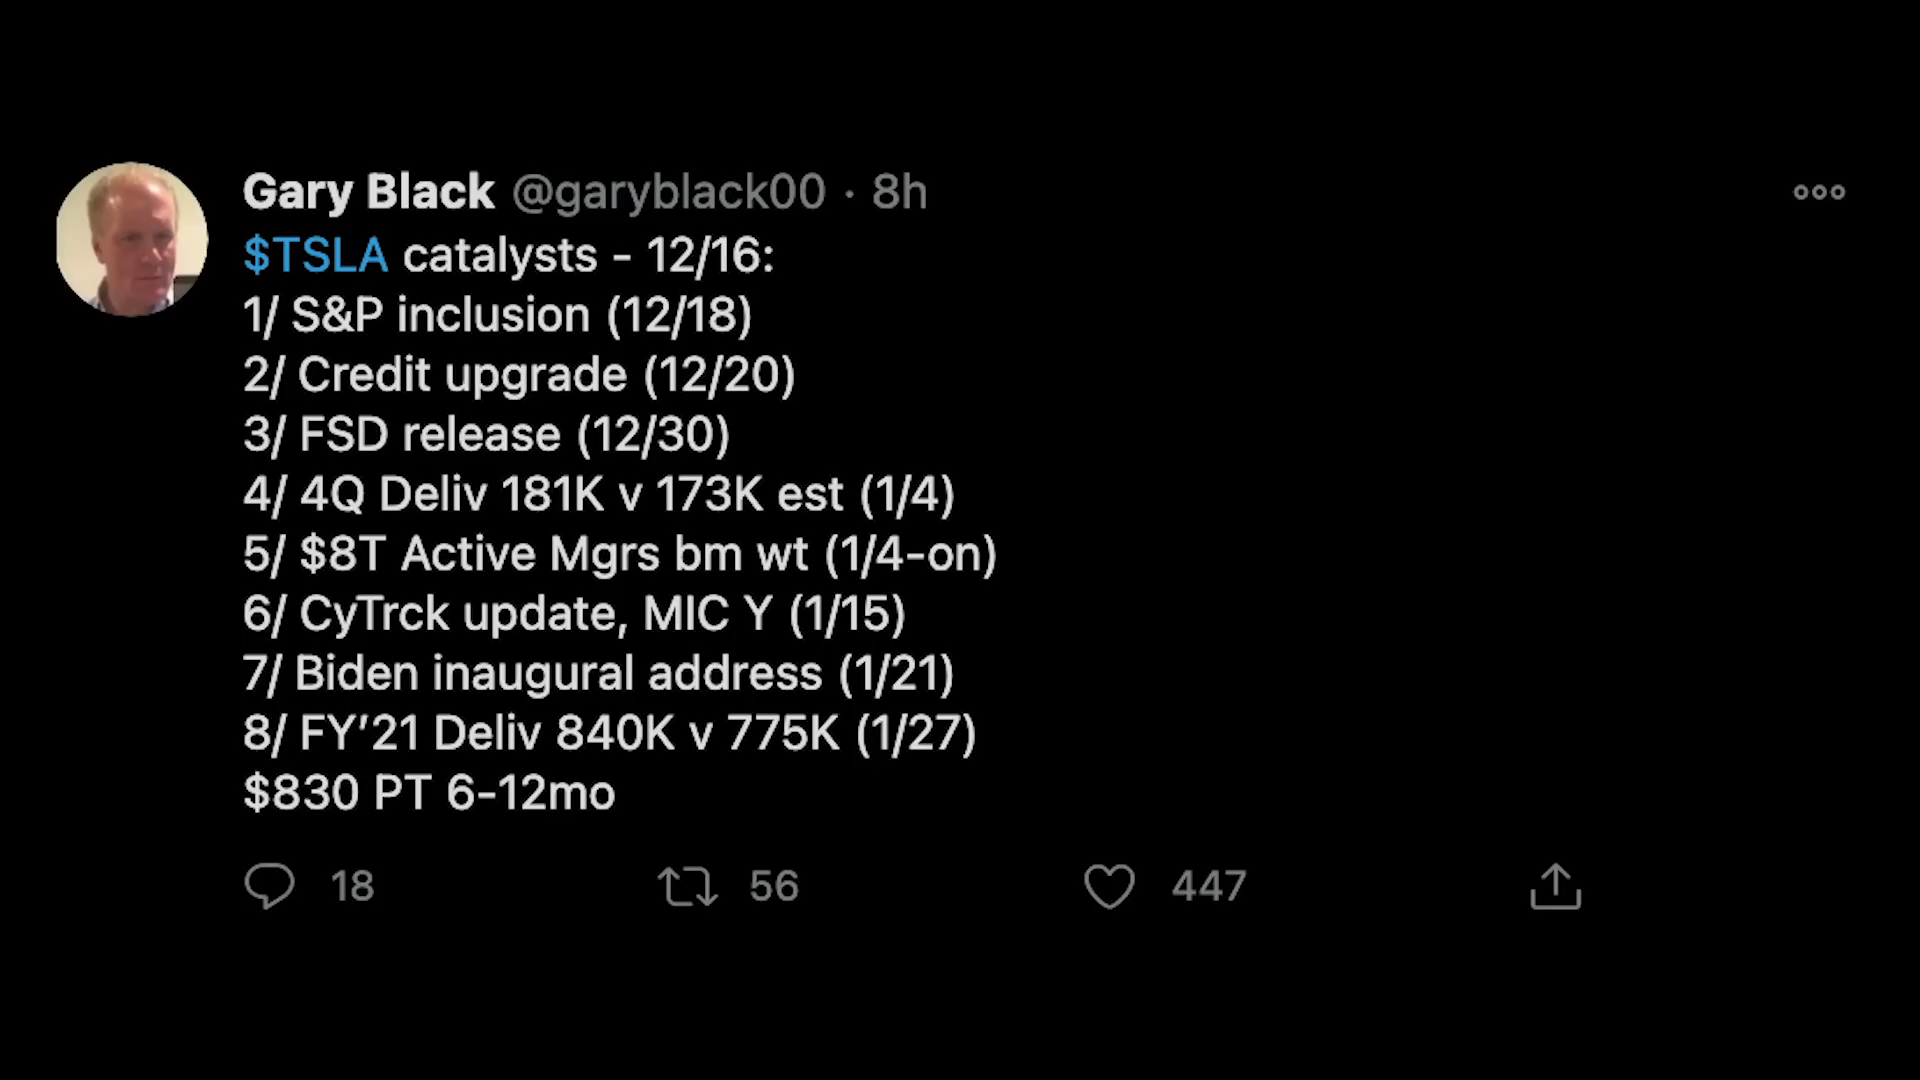 Gary Black @garyblack00 · 8h
$TSLA catalysts - 12/16:
1/ S&P inclusion (12/18)
2/ Credit upgrade (12/20)
3/ FSD release (12/30)
4/ 4Q Deliv 181K v 173K est (1/4)
5/ $8T Active Mgrs bm wt (1/4-on)
6/ CyTrck update, MIC Y (1/15)
7/ Biden inaugural address (1/21)
8/ FY'21 Deliv 840K v 775K (1/27)
$830 PT 6-12mo
18 56 447